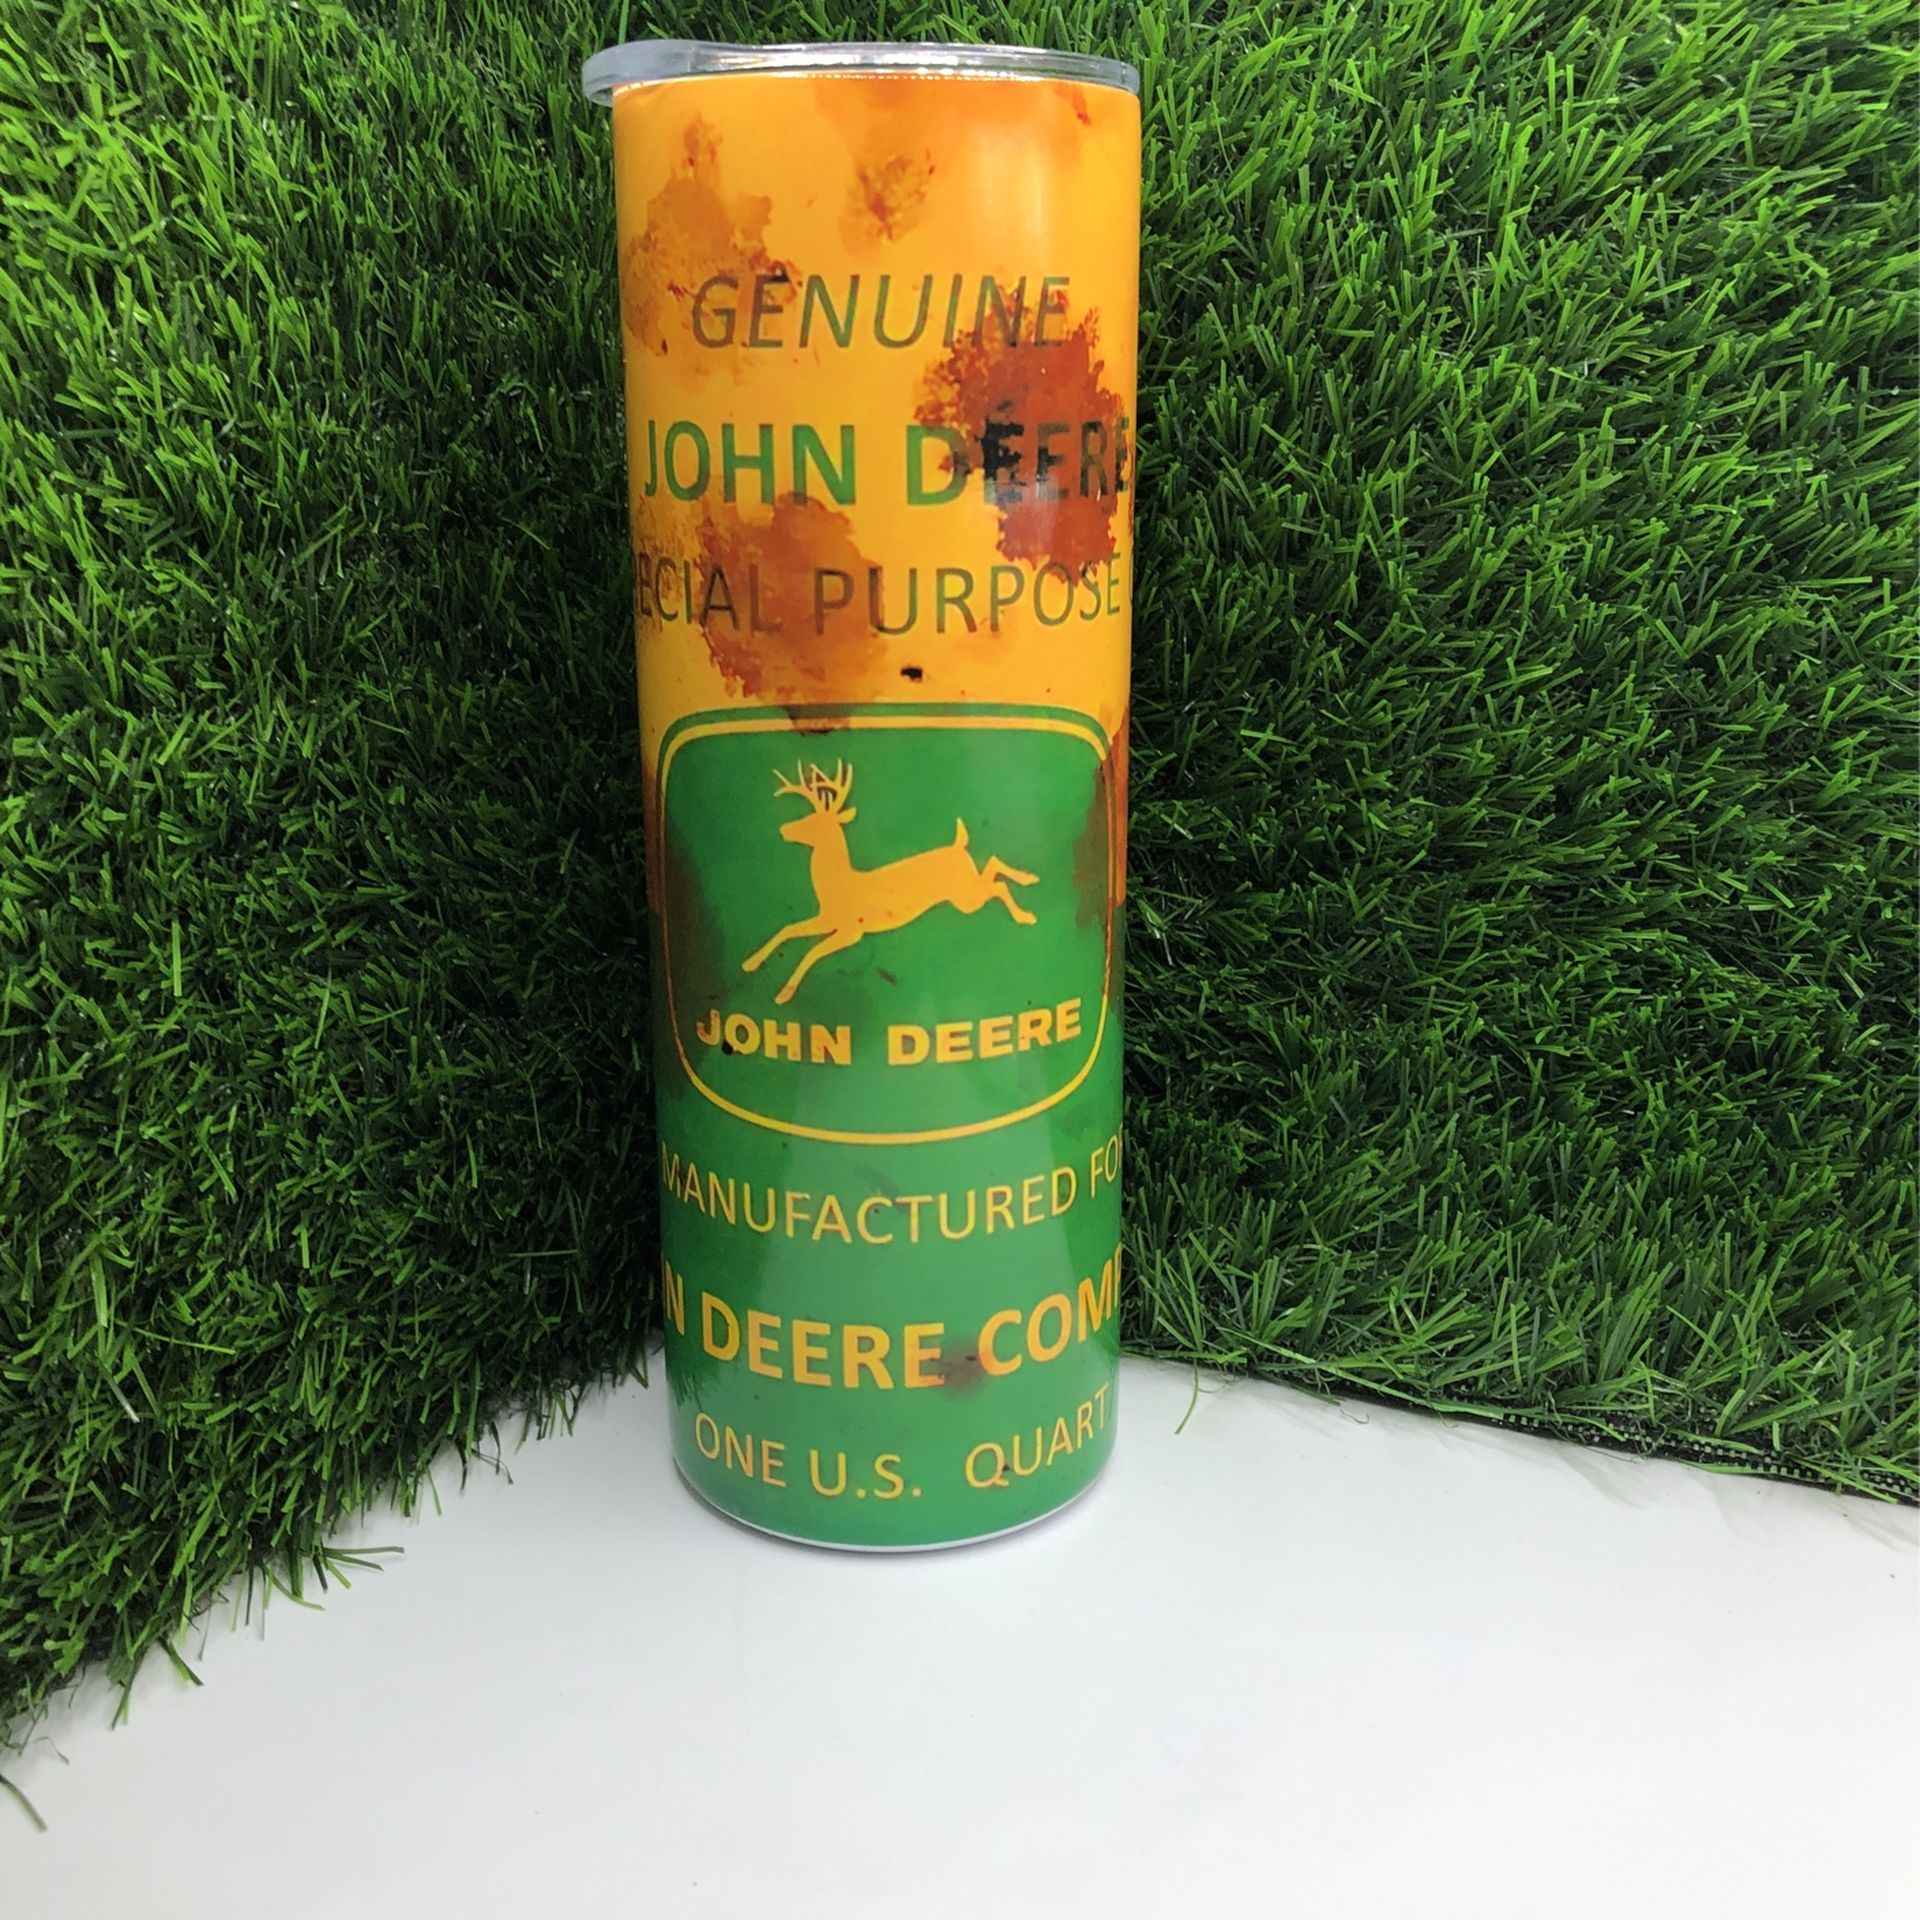 GENUINE
JOHN DEERE
ECIAL PURPOSE
JOHN DEERE
MANUFACTURED FO
N DEERE COM
ONE U.S. QUART